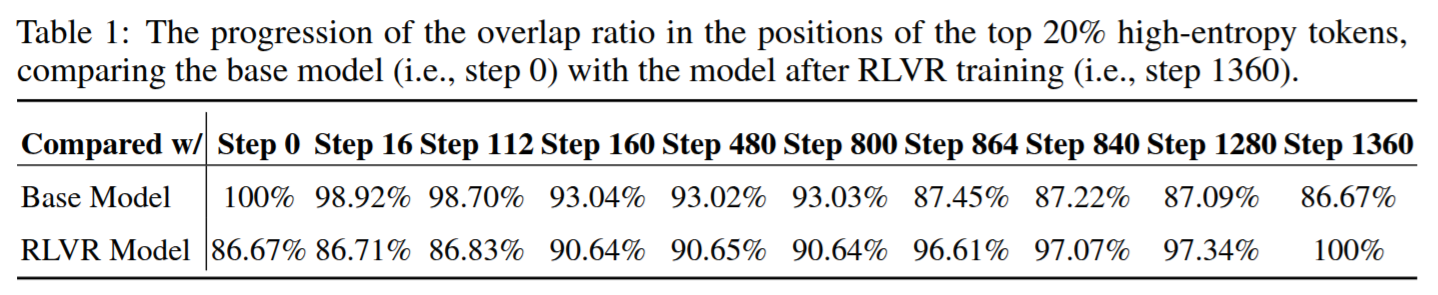 Table 1: The progression of the overlap ratio in the positions of the top 20% high-entropy tokens,
comparing the base model (i.e., step 0) with the model after RLVR training (i.e., step 1360).
Compared w/ Step 0 Step 16 Step 112 Step 160 Step 480 Step 800 Step 864 Step 840 Step 1280 Step 1360
Base Model 100% 98.92% 98.70% 93.04% 93.02% 93.03% 87.45% 87.22% 87.09% 86.67%
RLVR Model 86.67% 86.71% 86.83% 90.64% 90.65% 90.64% 96.61% 97.07% 97.34% 100%